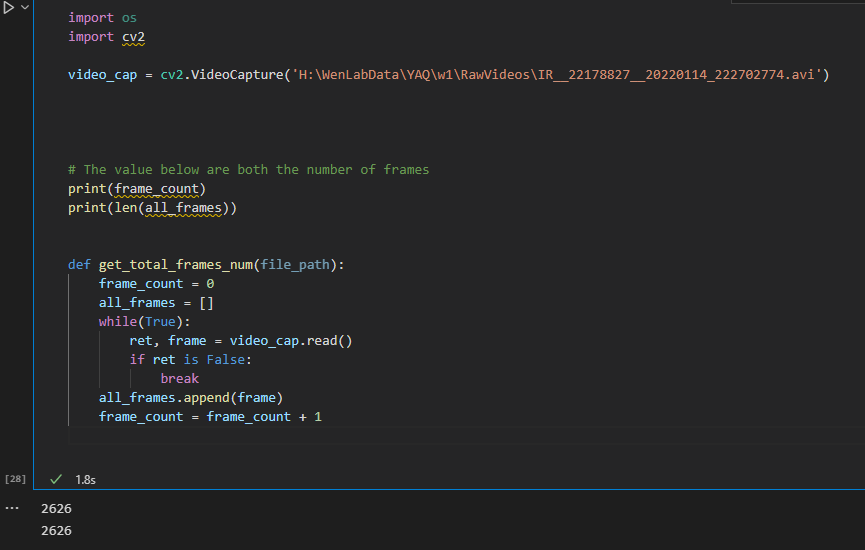 import os
import cv2
video_cap = cv2.VideoCapture('H:\WenLabData\YAQ\w1\RawVideos\IR__22178827__20220114_222702774.avi')
# The value below are both the number of frames
print(frame_count)
print(len(all_frames))
def get_total_frames_num(file_path):
    frame_count = 0
    all_frames = []
    while(True):
        ret, frame = video_cap.read()
        if ret is False:
            break
    all_frames.append(frame)
    frame_count = frame_count + 1
[28] 1.8s
... 2626
2626